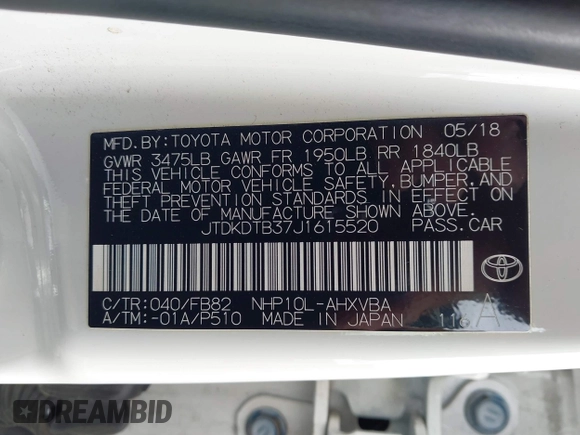 MFD.BY:TOYOTA MOTOR CORPORATION 05/18
GVWR 3475LB GAWR FR 1950LB RR 1840LB
THIS VEHICLE CONFORMS TO ALL APPLICABLE
FEDERAL MOTOR VEHICLE SAFETY,BUMPER,AND
THEFT PREVENTION STANDARDS IN EFFECT ON
THE DATE OF MANUFACTURE SHOWN ABOVE.
JTDKDTB37J1615520 PASS.CAR
C/TR:040/FB82 NHP10L-AHXVBA A
A/TM:-01A/P510 MADE IN JAPAN 116
DREAMBID